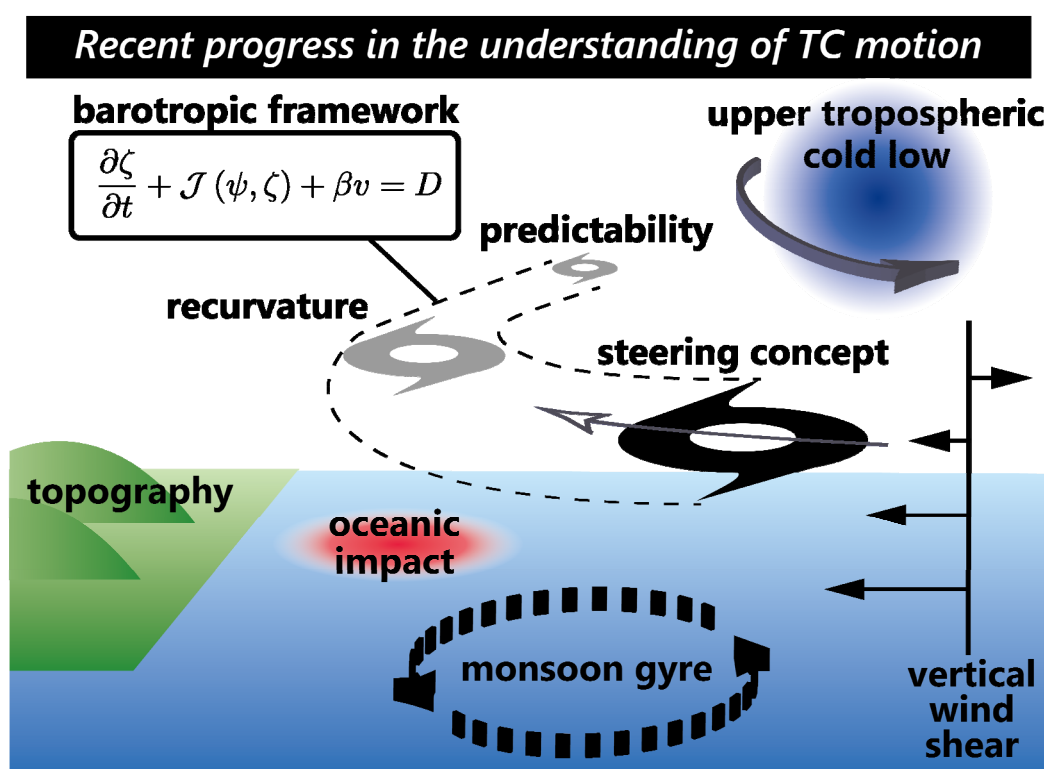 Recent progress in the understanding of TC motion
barotropic framework
∂ζ/∂t + 𝒥 (ψ, ζ) + βv = D
upper tropospheric
cold low
predictability
recurvature
steering concept
topography
oceanic
impact
monsoon gyre
vertical
wind
shear